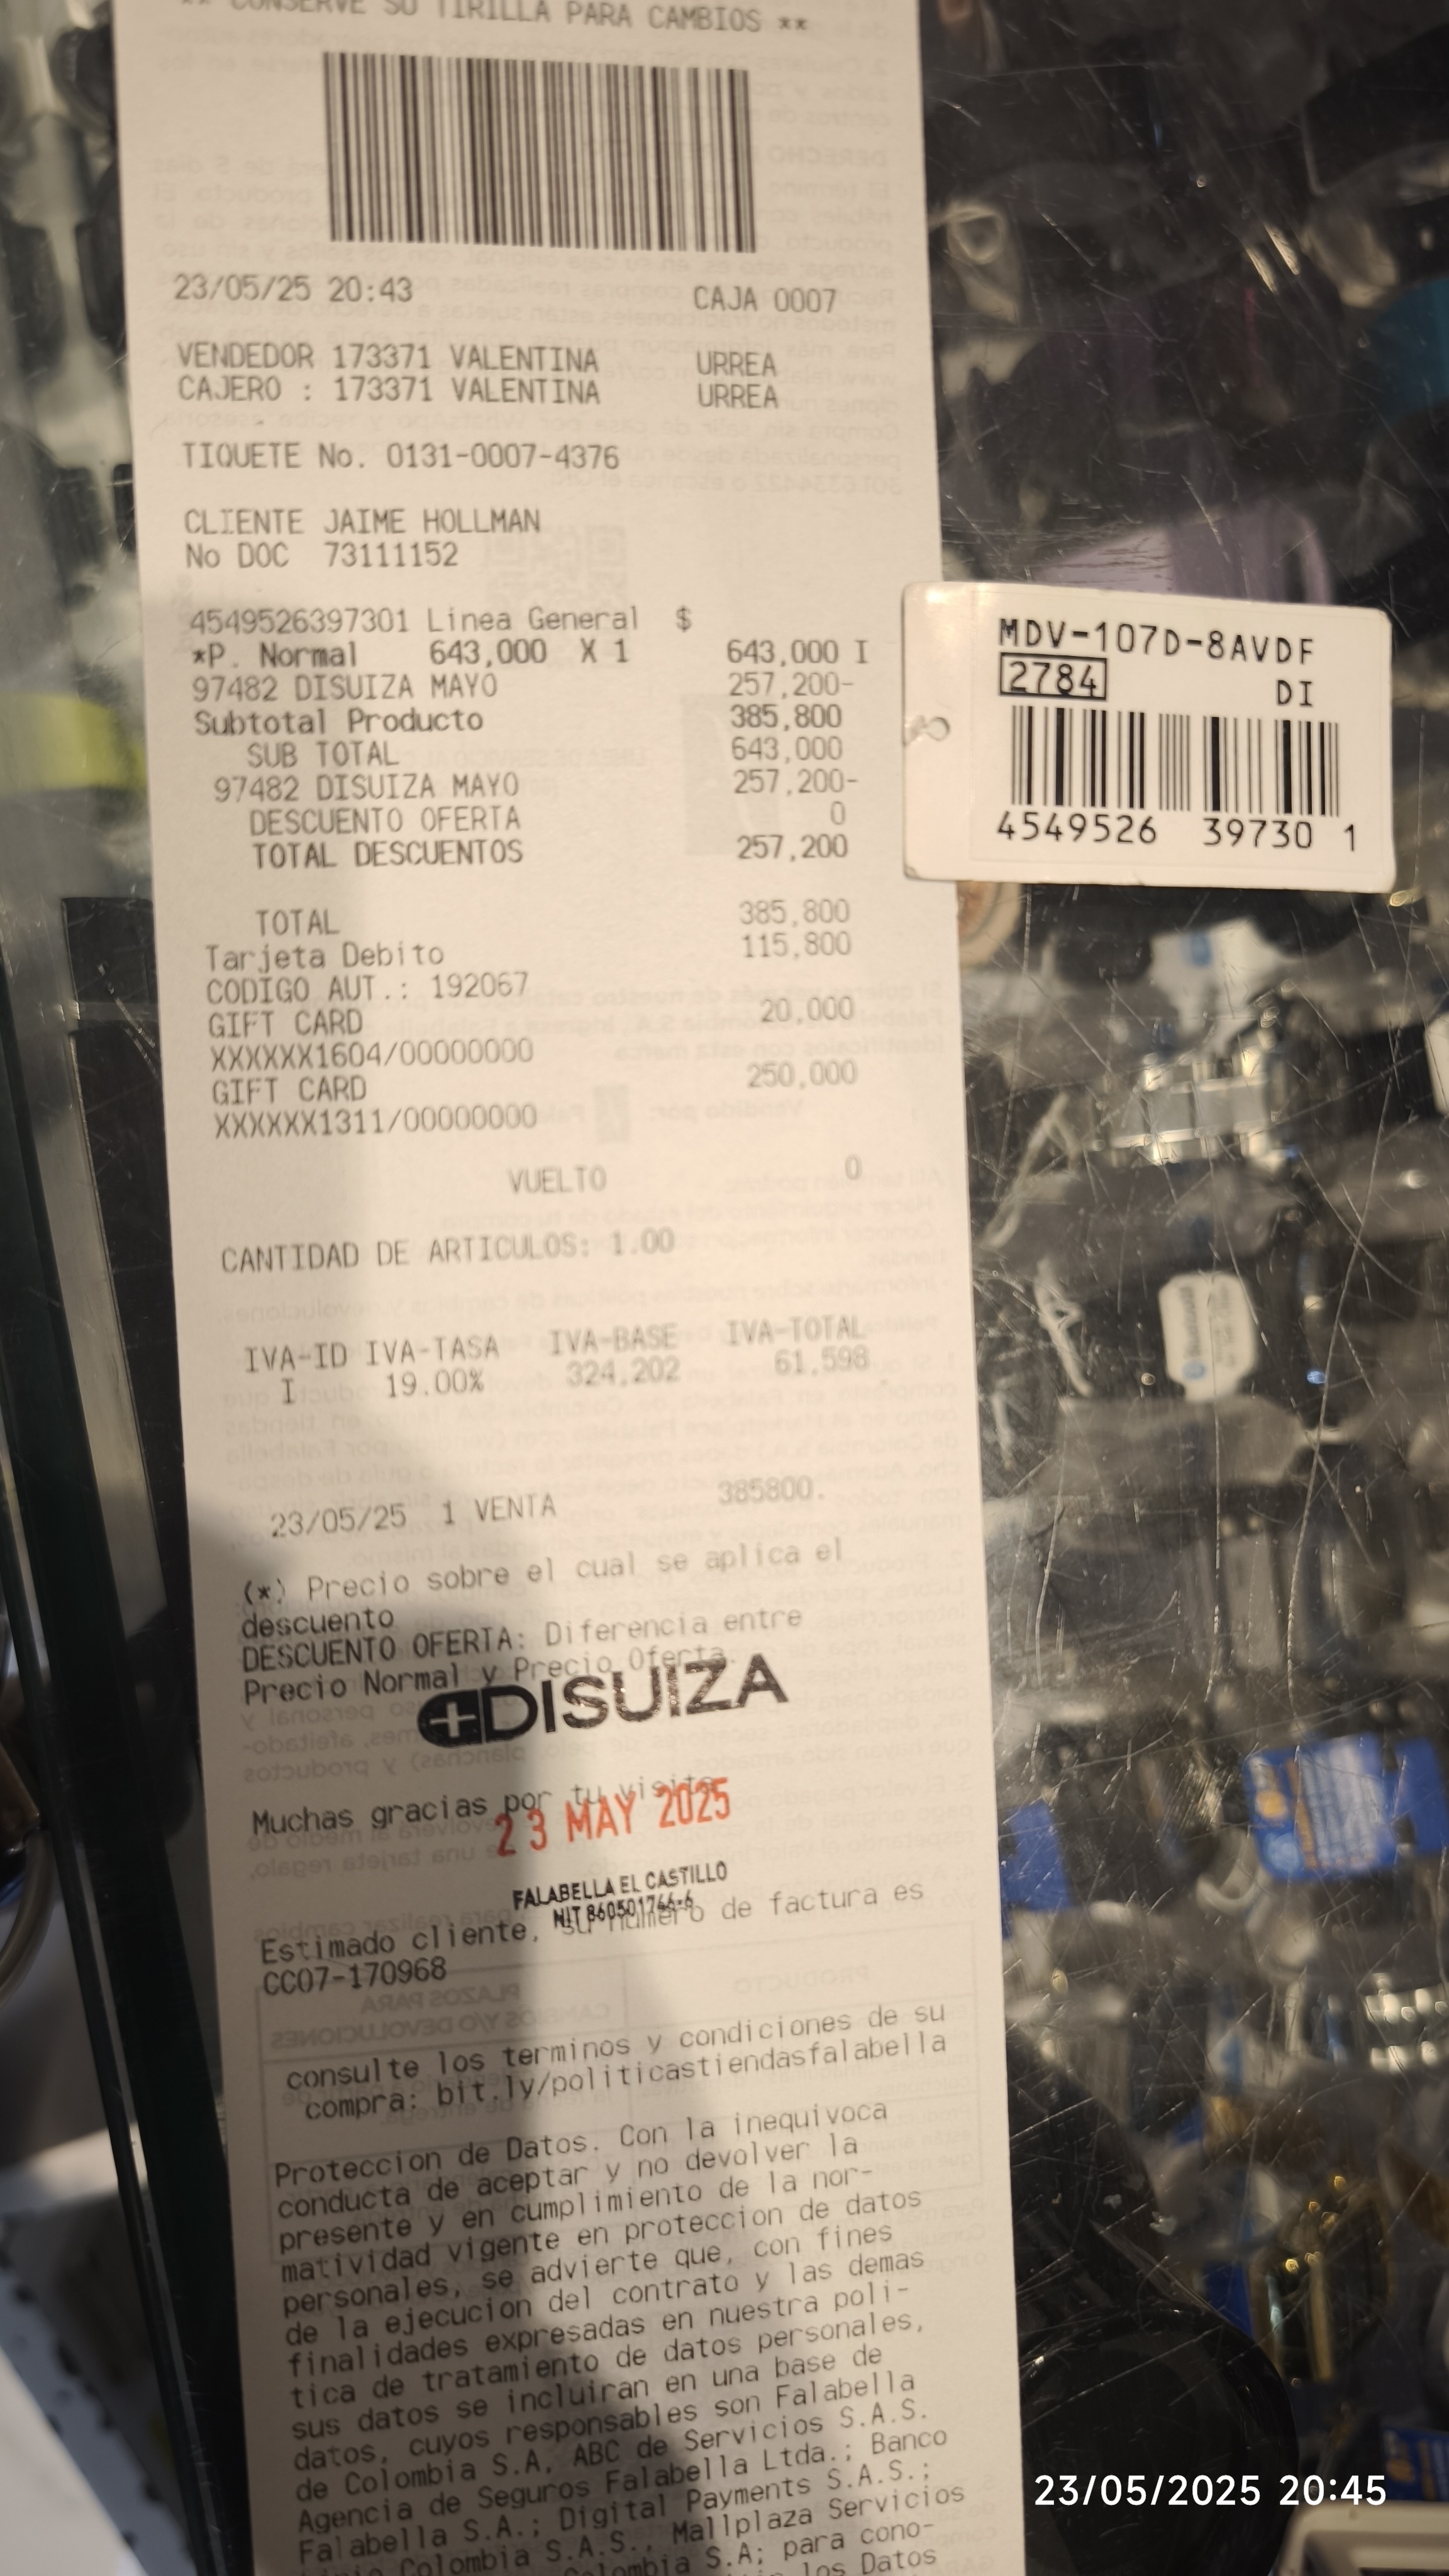 ** CONSERVE SU TIRILLA PARA CAMBIOS **
23/05/25 20:43 CAJA 0007
VENDEDOR 173371 VALENTINA URREA
CAJERO : 173371 VALENTINA URREA
TIQUETE No. 0131-0007-4376
CLIENTE JAIME HOLLMAN
No DOC 73111152
4549526397301 Linea General $
*P. Normal 643,000 X 1 643,000 I
97482 DISUIZA MAYO 257,200-
Subtotal Producto 385,800
SUB TOTAL 643,000
97482 DISUIZA MAYO 257,200-
DESCUENTO OFERTA 0
TOTAL DESCUENTOS 257,200
TOTAL 385,800
Tarjeta Debito 115,800
CODIGO AUT.: 192067
GIFT CARD 20,000
XXXXXX1604/00000000
GIFT CARD 250,000
XXXXXX1311/00000000
VUELTO 0
CANTIDAD DE ARTICULOS: 1.00
IVA-ID IVA-TASA IVA-BASE IVA-TOTAL
I 19.00% 324,202 61,598
23/05/25 1 VENTA 385800.
(*) Precio sobre el cual se aplica el
descuento
DESCUENTO OFERTA: Diferencia entre
Precio Normal y Precio Oferta.
DISUIZA
Muchas gracias por tu visita
23 MAY 2025
FALABELLA EL CASTILLO
NIT 860501766-6
Estimado cliente, su numero de factura es
CC07-170968
consulte los terminos y condiciones de su
compra: bit.ly/politicastiendasfalabella
Proteccion de Datos. Con la inequivoca
conducta de aceptar y no devolver la
presente y en cumplimiento de la nor-
matividad vigente en proteccion de datos
personales, se advierte que, con fines
de la ejecucion del contrato y las demas
finalidades expresadas en nuestra poli-
tica de tratamiento de datos personales,
sus datos se incluiran en una base de
datos, cuyos responsables son Falabella
de Colombia S.A, ABC de Servicios S.A.S.
Agencia de Seguros Falabella Ltda.; Banco
Falabella S.A.; Digital Payments S.A.S.;
Colombia S.A.S., Mallplaza Servicios
Colombia S.A; para cono-
los Datos
MDV-107D-8AVDF
2784 DI
4549526 39730 1
23/05/2025 20:45